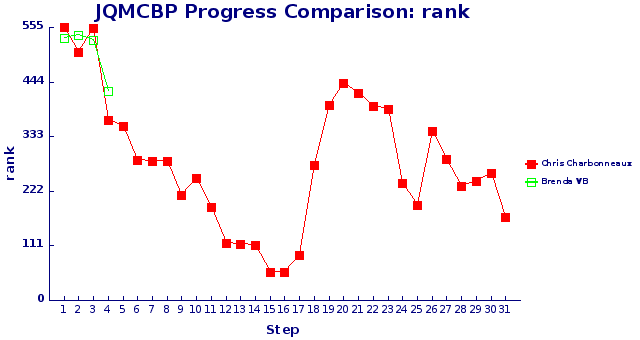 JQMCBP Progress Comparison: rank
555
444
333
222
111
0
rank
1 2 3 4 5 6 7 8 9 10 11 12 13 14 15 16 17 18 19 20 21 22 23 24 25 26 27 28 29 30 31
Step
Chris Charbonneaux
Brenda WB